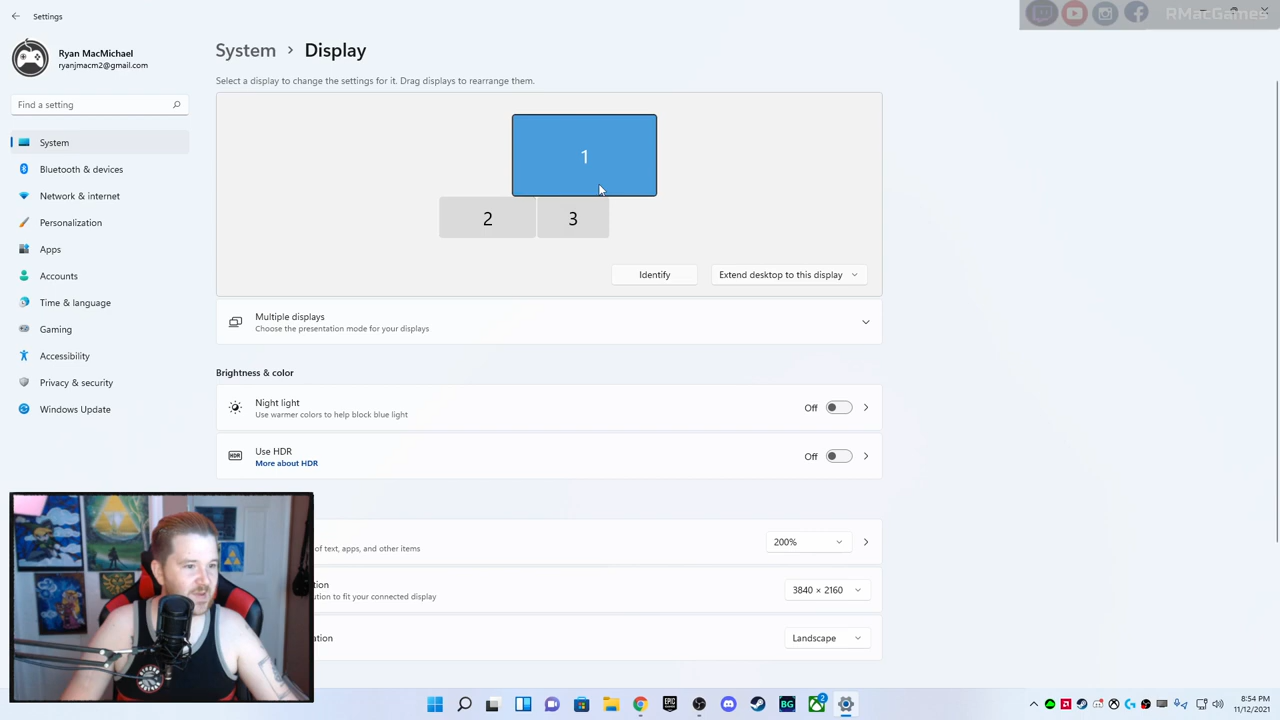 Settings
RMacGames
Ryan MacMichael
ryanjmacm2@gmail.com
Find a setting
System
Bluetooth & devices
Network & internet
Personalization
Apps
Accounts
Time & language
Gaming
Accessibility
Privacy & security
Windows Update
System > Display
Select a display to change the settings for it. Drag displays to rearrange them.
1
2 3
Identify Extend desktop to this display
Multiple displays
Choose the presentation mode for your displays
Brightness & color
Night light
Use warmer colors to help block blue light
Off
Use HDR
More about HDR
Off
of text, apps, and other items
200%
tion
ution to fit your connected display
3840 × 2160
ation
Landscape
BG
2
8:54 PM
11/12/2021